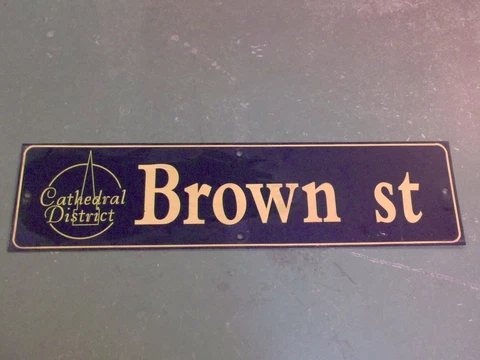 Cathedral
District
Brown st